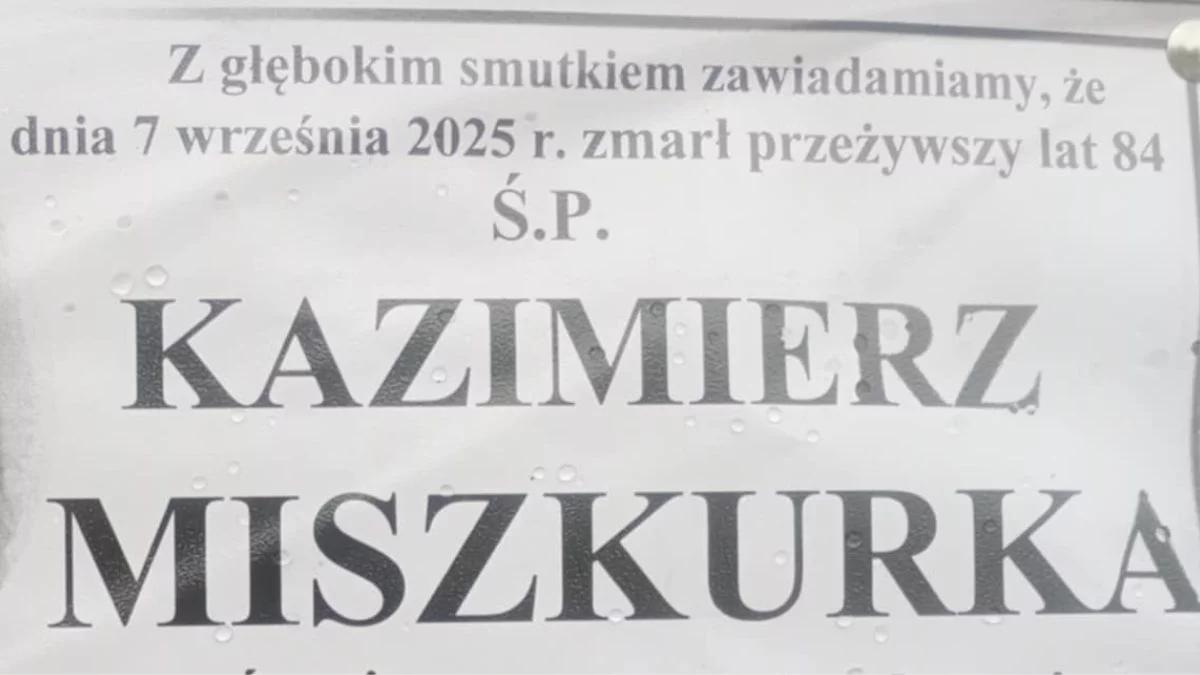 Z głębokim smutkiem zawiadamiamy, że
dnia 7 września 2025 r. zmarł przeżywszy lat 84
Ś.P.
KAZIMIERZ
MISZKURKA